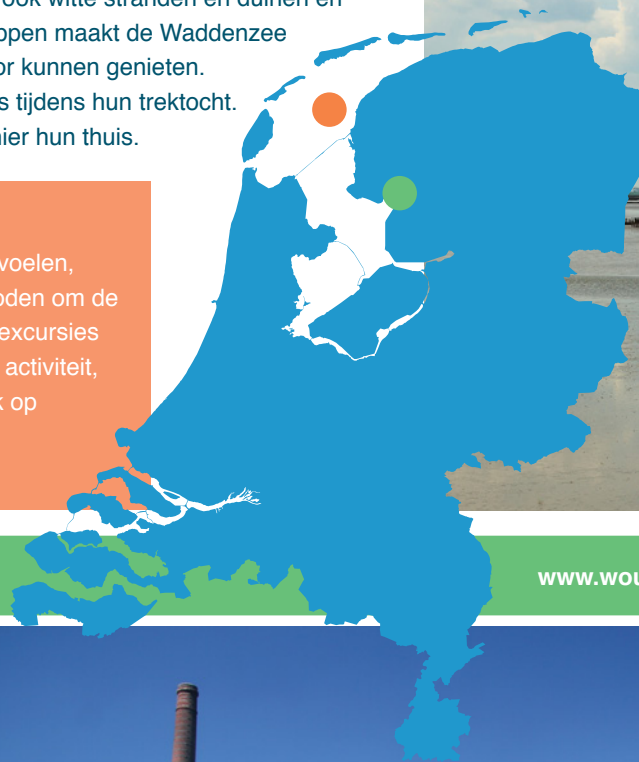 ook witte stranden en duinen en
ppen maakt de Waddenzee
or kunnen genieten.
s tijdens hun trektocht.
hier hun thuis.
voelen,
oden om de
excursies
activiteit,
k op
www.wou